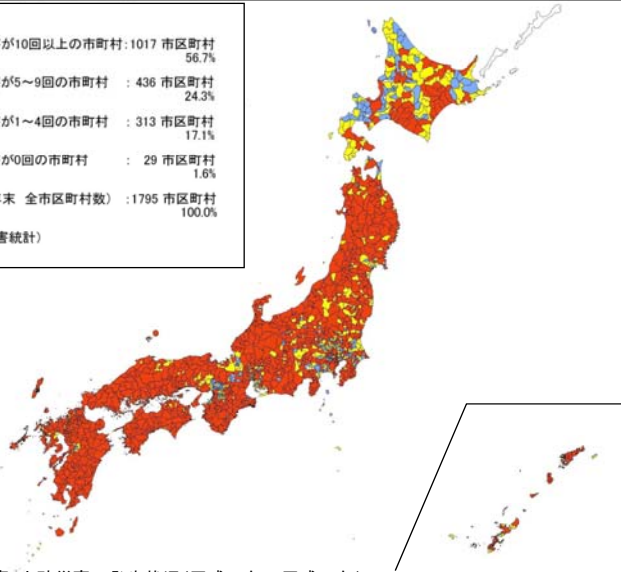 が10回以上の市町村:1017 市区町村
56.7%
が5～9回の市町村 : 436 市区町村
24.3%
が1～4回の市町村 : 313 市区町村
17.1%
が0回の市町村 : 29 市区町村
1.6%
末 全市区町村数) :1795 市区町村
100.0%
害統計)